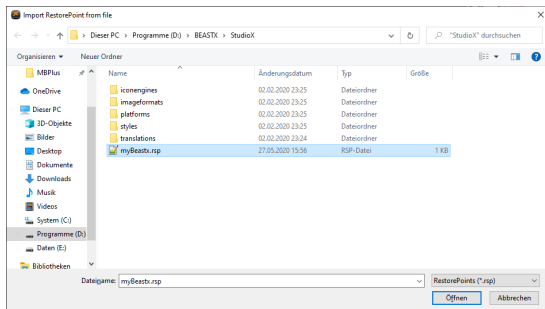 Import RestorePoint from file
Dieser PC › Programme (D:) › BEASTX › StudioX
"StudioX" durchsuchen
Organisieren Neuer Ordner
Name Änderungsdatum Typ Größe
MBPlus
OneDrive
Dieser PC
3D-Objekte
Bilder
Desktop
Dokumente
Downloads
Musik
Videos
System (C:)
Programme (D:)
Daten (E:)
Bibliotheken
iconengines 02.02.2020 23:25 Dateiordner
imageformats 02.02.2020 23:25 Dateiordner
platforms 02.02.2020 23:25 Dateiordner
styles 02.02.2020 23:25 Dateiordner
translations 02.02.2020 23:24 Dateiordner
myBeastx.rsp 27.05.2020 15:56 RSP-Datei 1 KB
Dateiname: myBeastx.rsp RestorePoints (*.rsp)
Öffnen Abbrechen